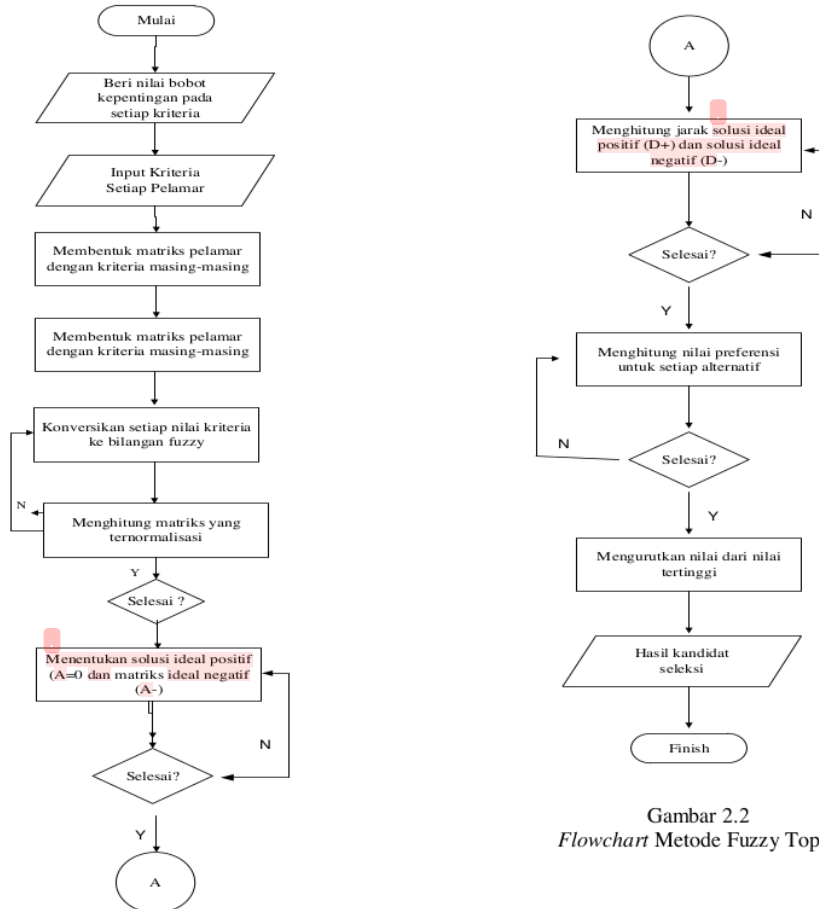 Mulai
Beri nilai bobot
kepentingan pada
setiap kriteria
Input Kriteria
Setiap Pelamar
Membentuk matriks pelamar
dengan kriteria masing-masing
Membentuk matriks pelamar
dengan kriteria masing-masing
Konversikan setiap nilai kriteria
ke bilangan fuzzy
N
Menghitung matriks yang
ternormalisasi
Y
Selesai ?
Menentukan solusi ideal positif
(A=0 dan matriks ideal negatif
(A-)
N
Selesai?
Y
A
A
Menghitung jarak solusi ideal
positif (D+) dan solusi ideal
negatif (D-)
N
Selesai?
Y
Menghitung nilai preferensi
untuk setiap alternatif
N
Selesai?
Y
Mengurutkan nilai dari nilai
tertinggi
Hasil kandidat
seleksi
Finish
Gambar 2.2
Flowchart Metode Fuzzy Top